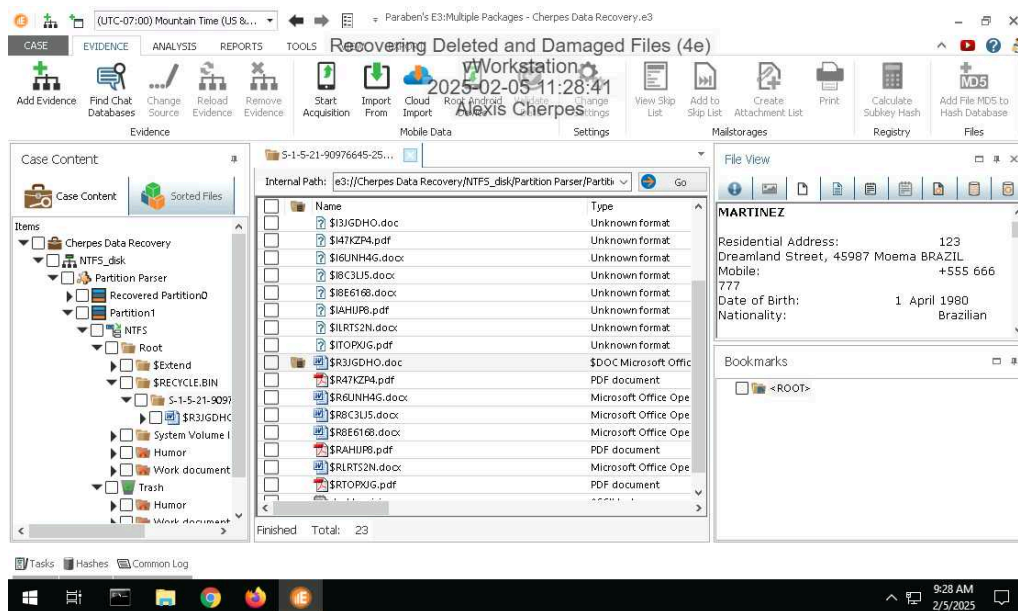 (UTC-07:00) Mountain Time (US &...
Paraben's E3:Multiple Packages - Cherpes Data Recovery.e3
CASE EVIDENCE ANALYSIS REPORTS TOOLS
Recovering Deleted and Damaged Files (4e)
vWorkstation
2025-02-05 11:28:41
Alexis Cherpes
Add Evidence
Find Chat Databases
Change Source
Reload Evidence
Remove Evidence
Start Acquisition
Import From
Cloud Import
Root Android
Change Settings
View Skip List
Add to Skip List
Create Attachment List
Print
Calculate Subkey Hash
MD5
Add File MD5 to Hash Database
Evidence
Mobile Data
Settings
Mailstorages
Registry
Files
Case Content
Case Content
Sorted Files
Items
Cherpes Data Recovery
NTFS_disk
Partition Parser
Recovered Partition0
Partition1
NTFS
Root
$Extend
$RECYCLE.BIN
S-1-5-21-9097
$R3JGDHO
System Volume I
Humor
Work document
Trash
Humor
Work document
S-1-5-21-90976645-25...
Internal Path: e3://Cherpes Data Recovery/NTFS_disk/Partition Parser/Partiti Go
Name Type
$I3JGDHO.doc Unknown format
$I47KZP4.pdf Unknown format
$I6UNH4G.docx Unknown format
$I8C3LJ5.docx Unknown format
$I8E6168.docx Unknown format
$IAHIJP8.pdf Unknown format
$ILRTS2N.docx Unknown format
$ITOPXJG.pdf Unknown format
$R3JGDHO.doc $DOC Microsoft Offic
$R47KZP4.pdf PDF document
$R6UNH4G.docx Microsoft Office Ope
$R8C3LJ5.docx Microsoft Office Ope
$R8E6168.docx Microsoft Office Ope
$RAHIJP8.pdf PDF document
$RLRTS2N.docx Microsoft Office Ope
$RTOPXJG.pdf PDF document
Finished Total: 23
File View
MARTINEZ
Residential Address: 123
Dreamland Street, 45987 Moema BRAZIL
Mobile: +555 666
777
Date of Birth: 1 April 1980
Nationality: Brazilian
Bookmarks
<ROOT>
Tasks Hashes Common Log
9:28 AM
2/5/2025